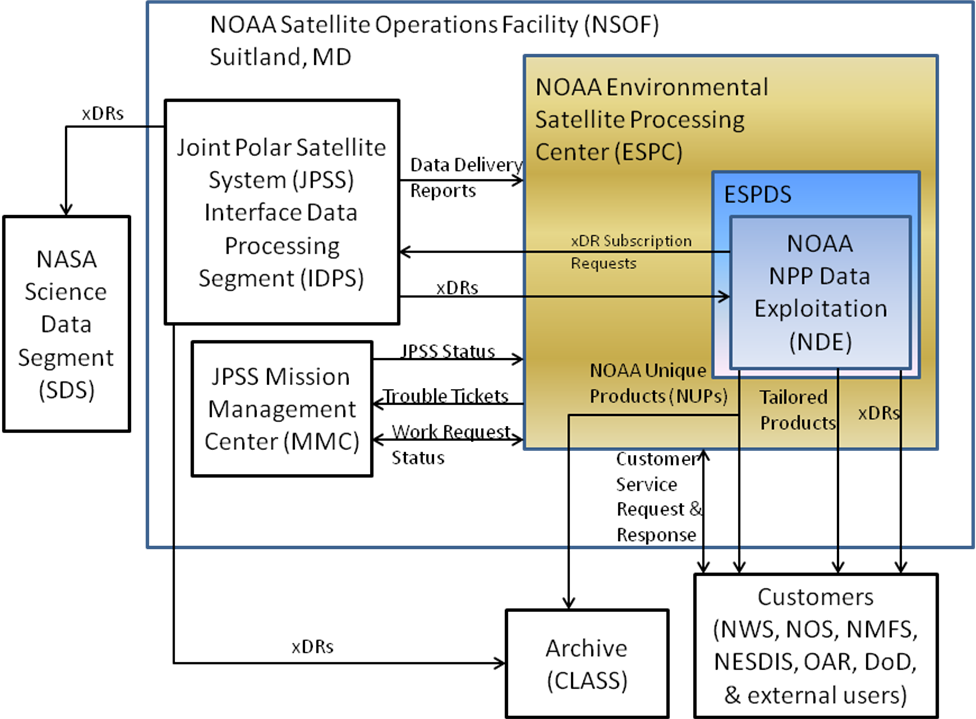 NOAA Satellite Operations Facility (NSOF)
Suitland, MD
NOAA Environmental
Satellite Processing
Center (ESPC)
xDRs
Joint Polar Satellite
System (JPSS)
Interface Data
Processing
Segment (IDPS)
Data Delivery
Reports
ESPDS
NASA
Science
Data
Segment
(SDS)
xDR Subscription
Requests
xDRs
NOAA
NPP Data
Exploitation
(NDE)
JPSS Mission
Management
Center (MMC)
JPSS Status
Trouble Tickets
Work Request
Status
NOAA Unique
Products (NUPs)
Tailored
Products
xDRs
Customer
Service
Request &
Response
xDRs
Archive
(CLASS)
Customers
(NWS, NOS, NMFS,
NESDIS, OAR, DoD,
& external users)